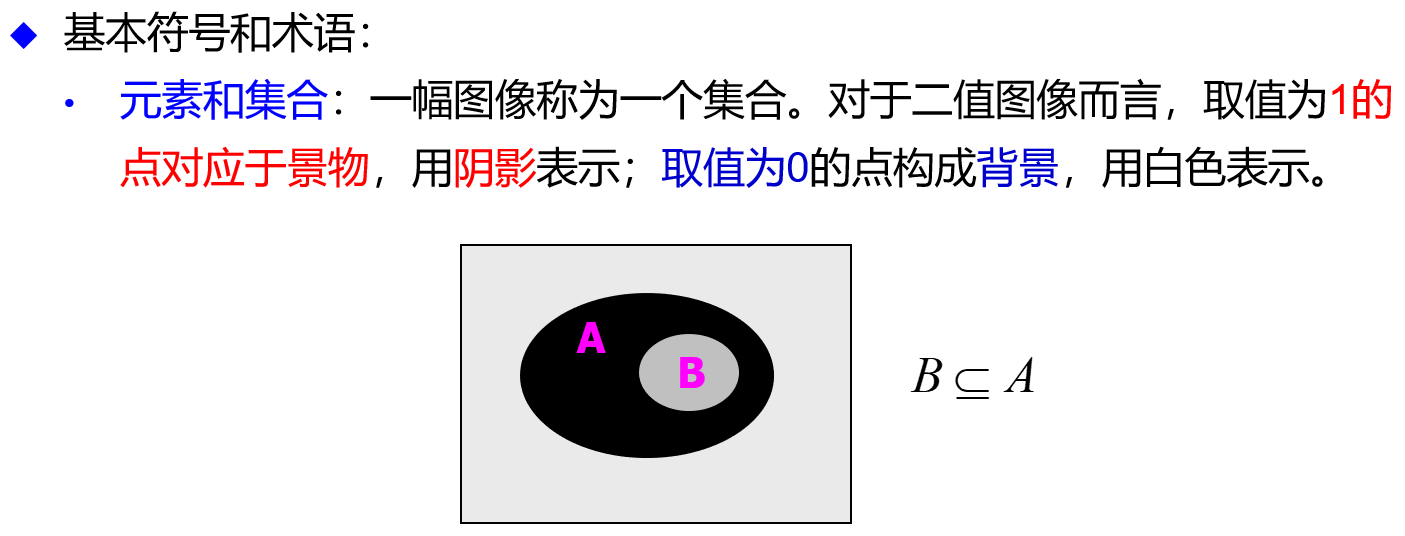 ◆ 基本符号和术语：
• 元素和集合：一幅图像称为一个集合。对于二值图像而言，取值为1的
点对应于景物，用阴影表示；取值为0的点构成背景，用白色表示。
A
B
B ⊆ A